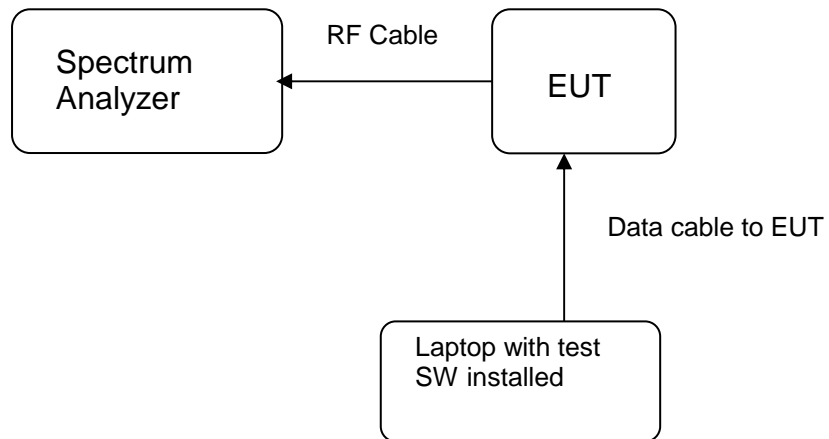 RF Cable
Spectrum
Analyzer
EUT
Data cable to EUT
Laptop with test
SW installed